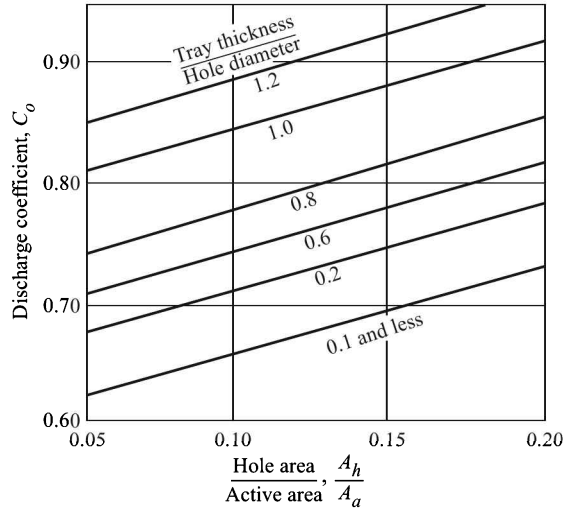 Discharge coefficient, C_o
0.90
0.80
0.70
0.60
0.05
0.10
0.15
0.20
Tray thickness
Hole diameter
1.2
1.0
0.8
0.6
0.2
0.1 and less
Hole area
Active area
, A_h
A_a